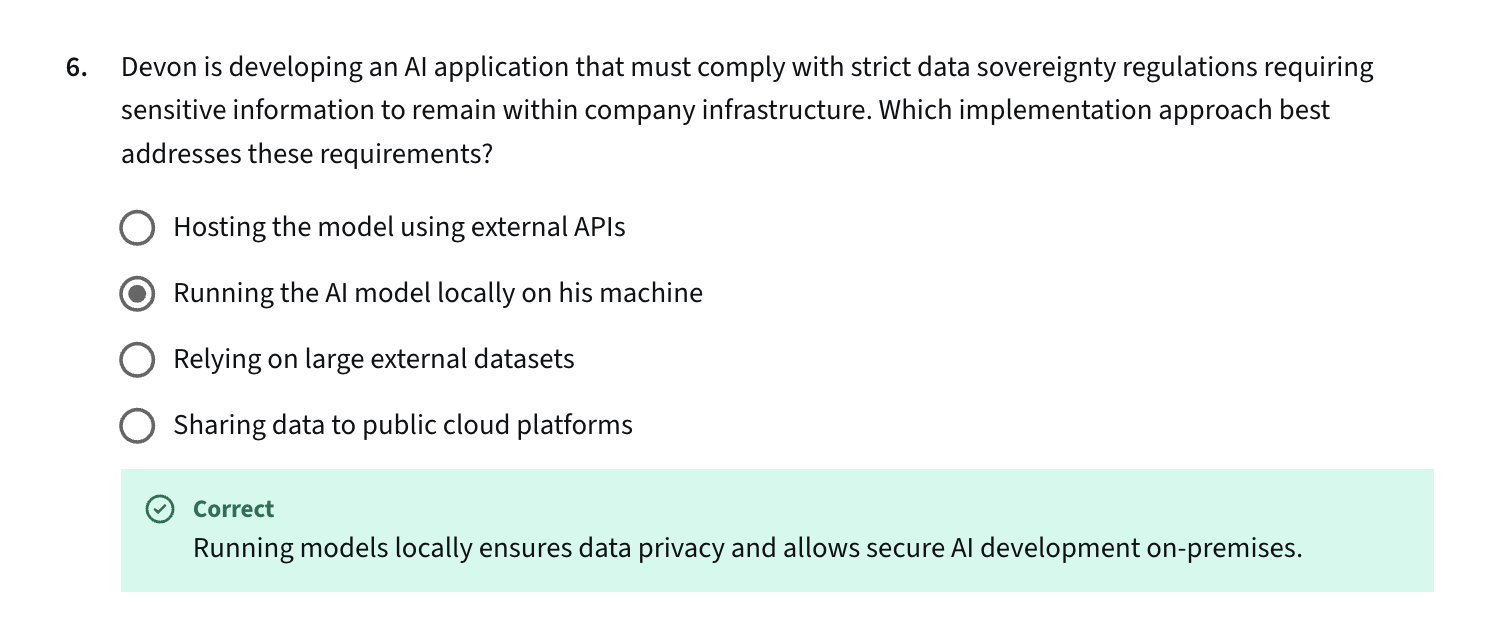 6. Devon is developing an AI application that must comply with strict data sovereignty regulations requiring
sensitive information to remain within company infrastructure. Which implementation approach best
addresses these requirements?
Hosting the model using external APIs
Running the AI model locally on his machine
Relying on large external datasets
Sharing data to public cloud platforms
Correct
Running models locally ensures data privacy and allows secure AI development on-premises.